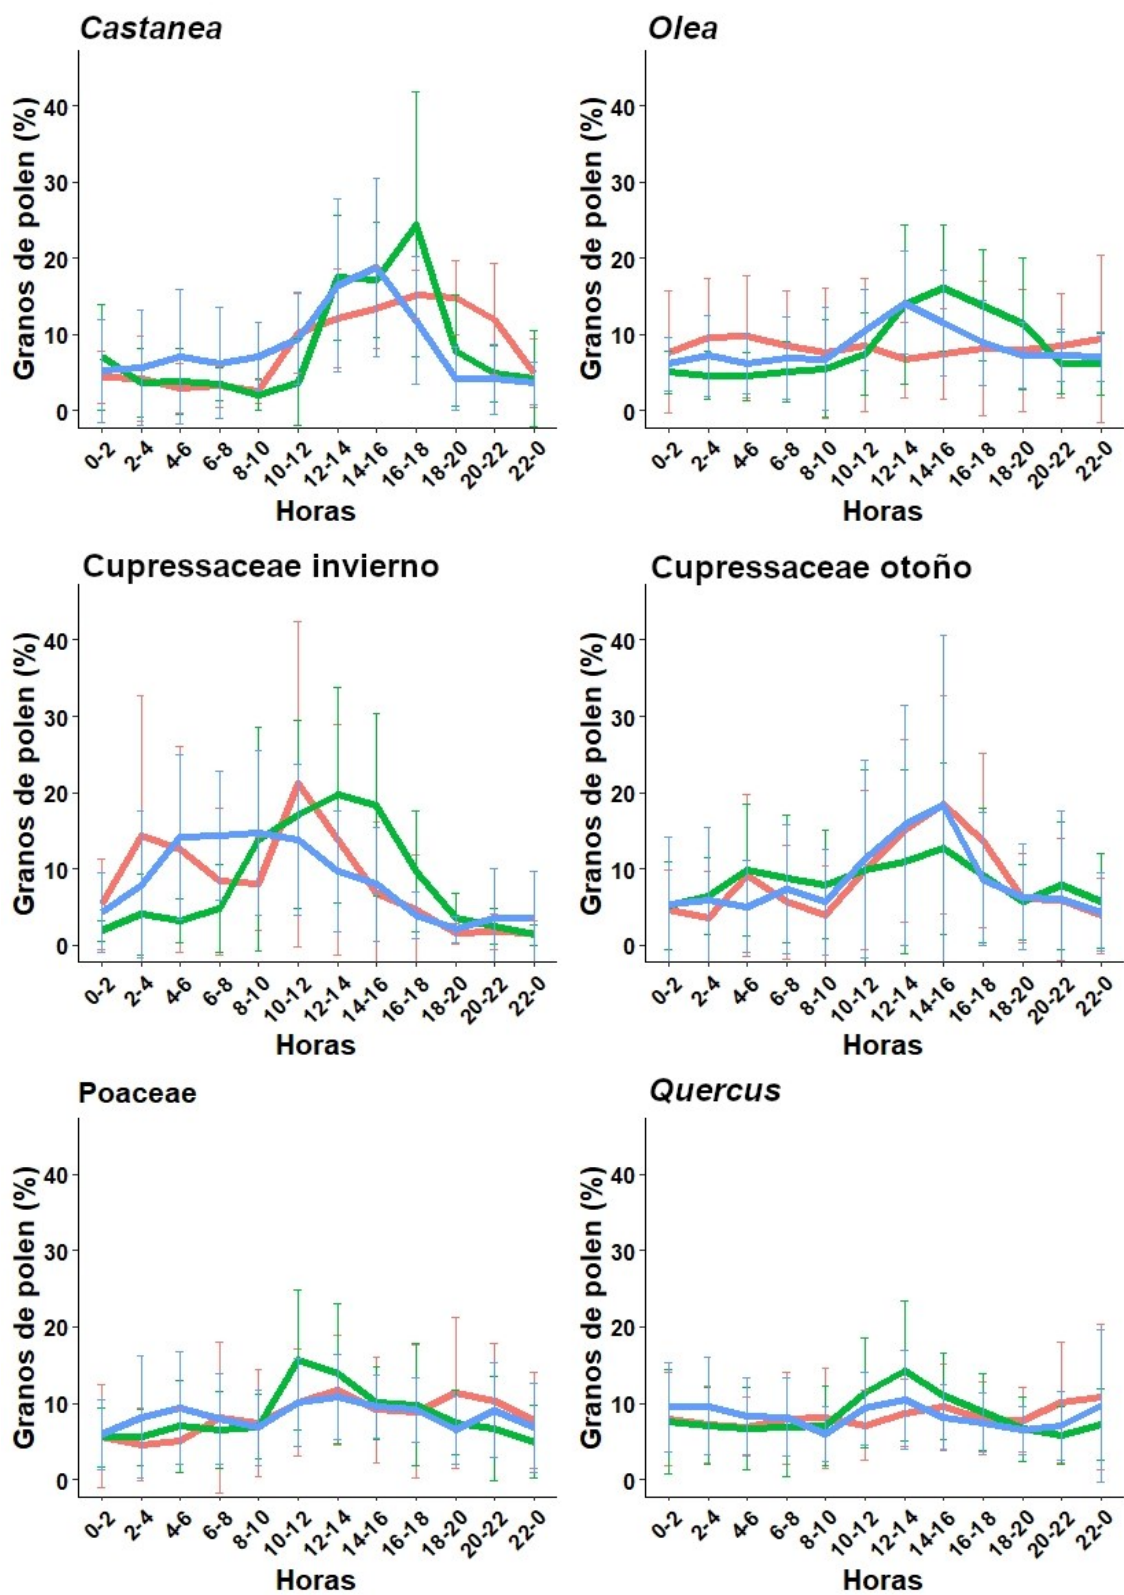 Castanea
Granos de polen (%)
40
30
20
10
0
0-2 2-4 4-6 6-8 8-10 10-12 12-14 14-16 16-18 18-20 20-22 22-0
Horas
Olea
Granos de polen (%)
40
30
20
10
0
0-2 2-4 4-6 6-8 8-10 10-12 12-14 14-16 16-18 18-20 20-22 22-0
Horas
Cupressaceae invierno
Granos de polen (%)
40
30
20
10
0
0-2 2-4 4-6 6-8 8-10 10-12 12-14 14-16 16-18 18-20 20-22 22-0
Horas
Cupressaceae otoño
Granos de polen (%)
40
30
20
10
0
0-2 2-4 4-6 6-8 8-10 10-12 12-14 14-16 16-18 18-20 20-22 22-0
Horas
Poaceae
Granos de polen (%)
40
30
20
10
0
0-2 2-4 4-6 6-8 8-10 10-12 12-14 14-16 16-18 18-20 20-22 22-0
Horas
Quercus
Granos de polen (%)
40
30
20
10
0
0-2 2-4 4-6 6-8 8-10 10-12 12-14 14-16 16-18 18-20 20-22 22-0
Horas